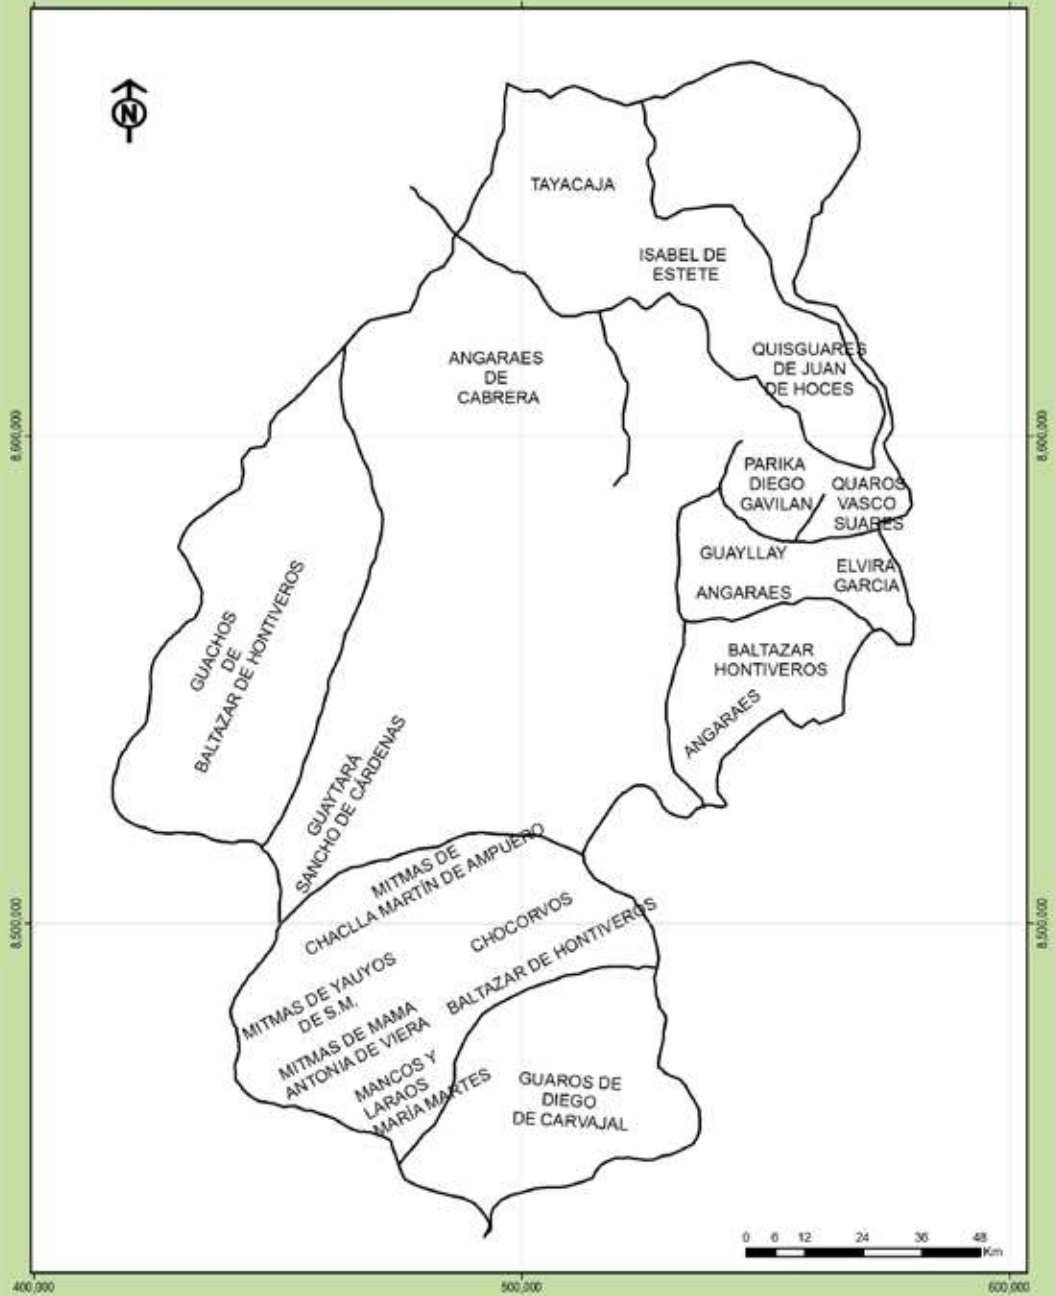 N
TAYACAJA
ISABEL DE
ESTETE
ANGARAES
DE
CABRERA
QUISGUARES
DE JUAN
DE HOCES
PARIKA
DIEGO
GAVILAN
QUAROS
VASCO
SUARES
GUAYLLAY
ANGARAES
ELVIRA
GARCIA
BALTAZAR
HONTIVEROS
ANGARAES
GUACHOS
DE
BALTAZAR DE HONTIVEROS
GUAYTARÁ
SANCHO DE CÁRDENAS
MITMAS DE
CHACLLA MARTÍN DE AMPUERO
CHOCORVOS
BALTAZAR DE HONTIVEROS
MITMAS DE YAUYOS
DE S.M.
MITMAS DE MAMA
ANTONIA DE VIERA
MANCOS Y
LARAOS
MARÍA MARTES
GUAROS DE
DIEGO
DE CARVAJAL
8,600,000
8,500,000
8,600,000
8,500,000
0 6 12 24 36 48
Km
400,000 500,000 600,000